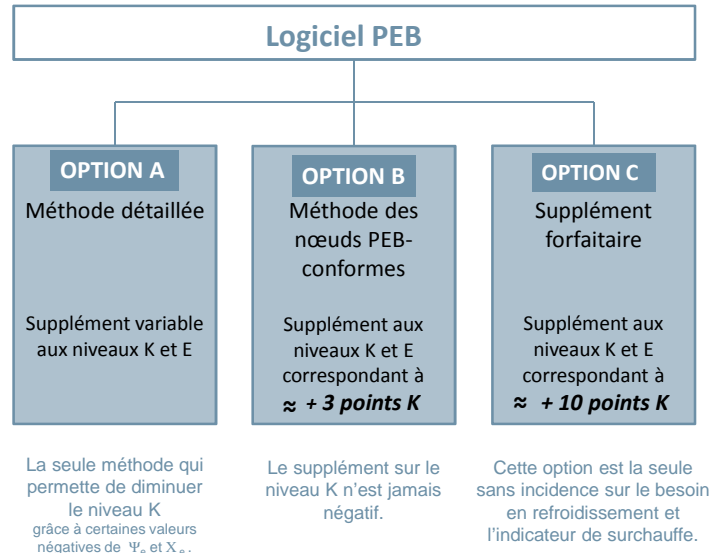 Logiciel PEB
OPTION A
Méthode détaillée
Supplément variable
aux niveaux K et E
La seule méthode qui
permette de diminuer
le niveau K
grâce à certaines valeurs
négatives de Ψe et Χe.
OPTION B
Méthode des
nœuds PEB-
conformes
Supplément aux
niveaux K et E
correspondant à
≈ + 3 points K
Le supplément sur le
niveau K n’est jamais
négatif.
OPTION C
Supplément
forfaitaire
Supplément aux
niveaux K et E
correspondant à
≈ + 10 points K
Cette option est la seule
sans incidence sur le besoin
en refroidissement et
l’indicateur de surchauffe.